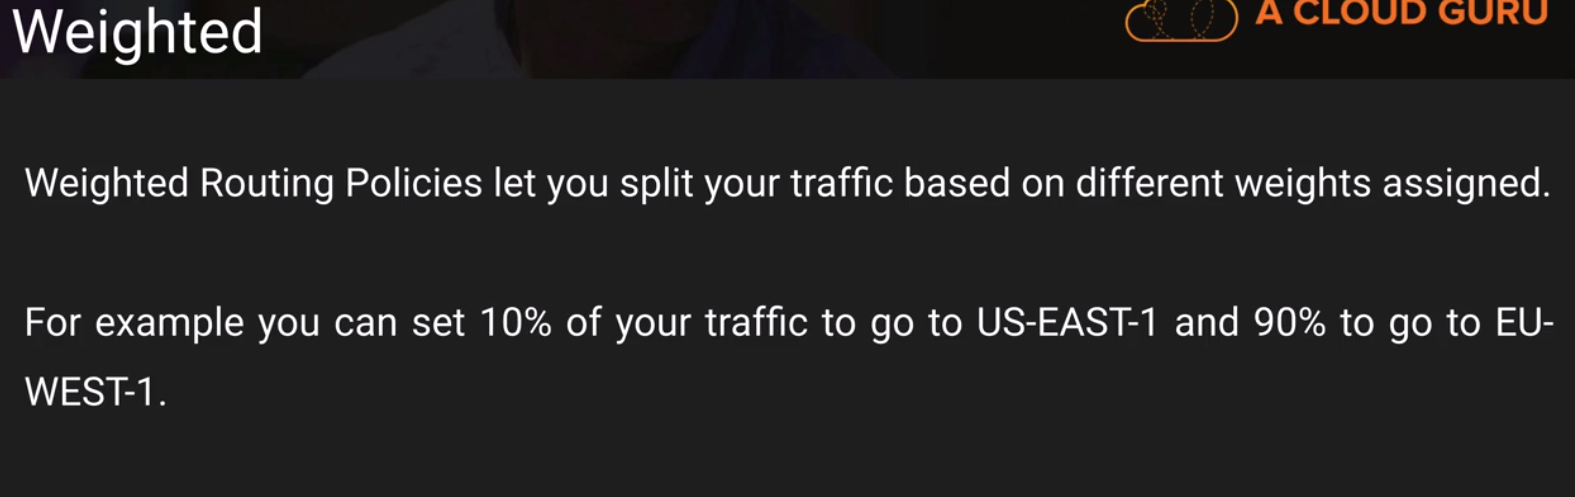 Weighted
A CLOUD GURU
Weighted Routing Policies let you split your traffic based on different weights assigned.
For example you can set 10% of your traffic to go to US-EAST-1 and 90% to go to EU-
WEST-1.